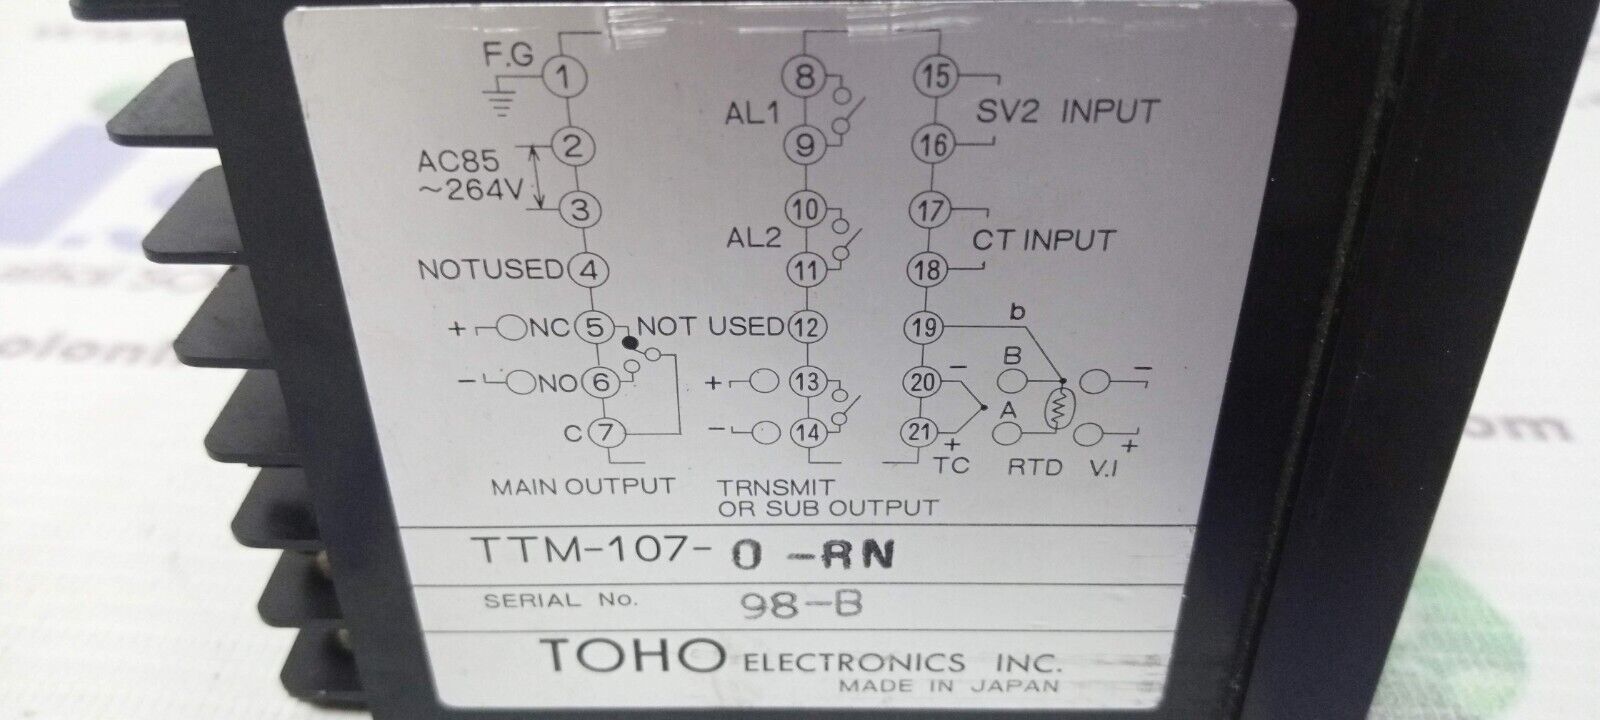 F.G 1
2
AC85
~264V
3
NOTUSED 4
+ NC 5
- NO 6
C 7
MAIN OUTPUT
8
AL1
9
10
AL2
11
NOT USED 12
+ 13
- 14
TRNSMIT
OR SUB OUTPUT
15
SV2 INPUT
16
17
CT INPUT
18
19 b
20 - B -
21 + A +
TC RTD V.I
TTM-107- 0 -RN
SERIAL No. 98-B
TOHO ELECTRONICS INC.
MADE IN JAPAN